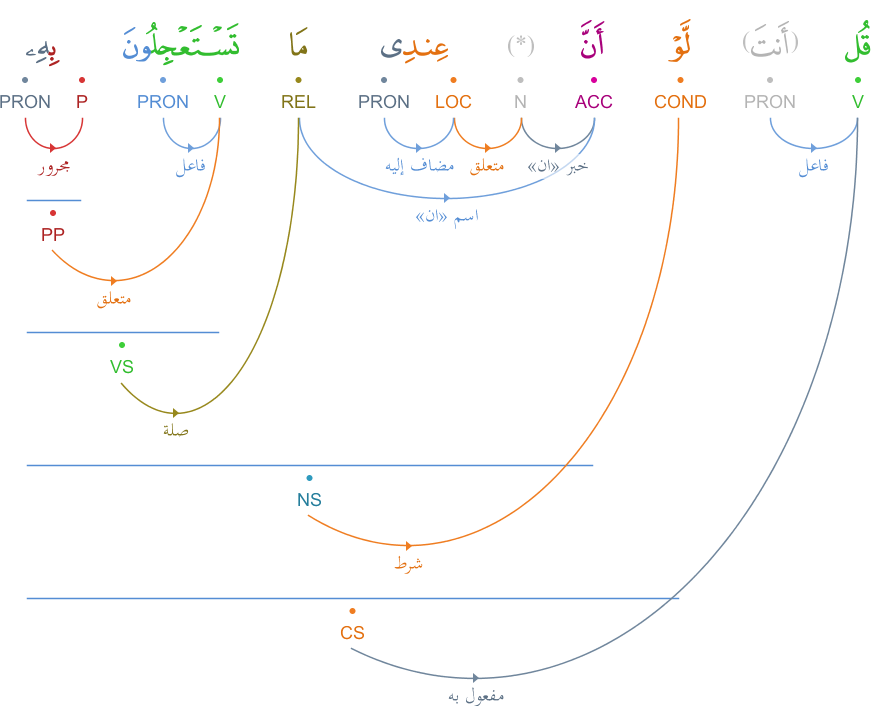 قُل (أَنتَ) لَّوۡ أَنَّ (*) عِندِى مَا تَسۡتَعۡجِلُونَ بِهِۦ
V PRON COND ACC N LOC PRON REL V PRON P PRON
فاعل خبر «ان» متعلق مضاف إليه فاعل مجرور
اسم «ان»
PP
متعلق
VS
صلة
NS
شرط
CS
مفعول به